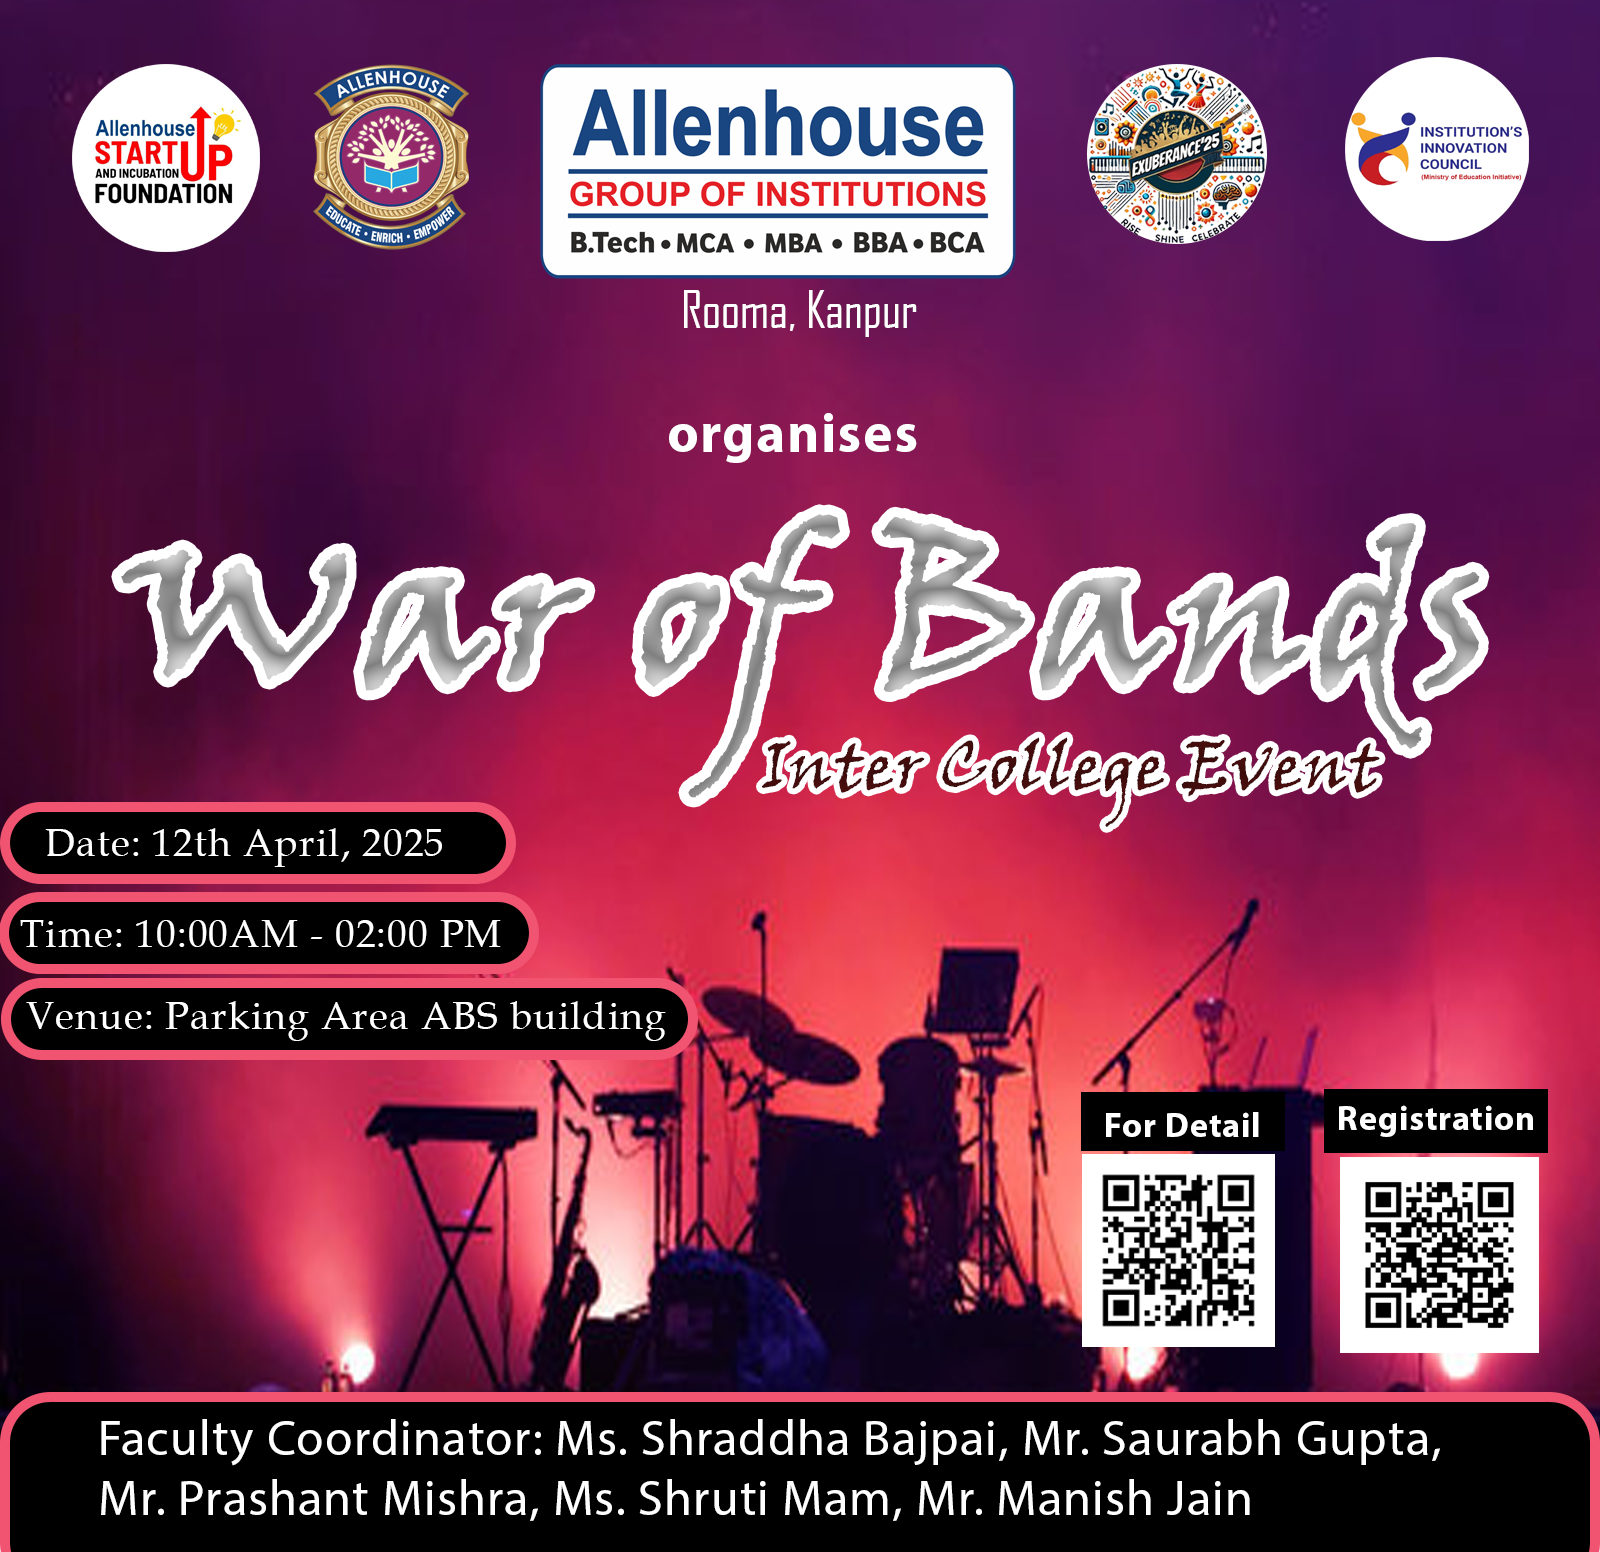 Allenhouse
START UP
AND INCUBATION
FOUNDATION
ALLENHOUSE
EDUCATE • ENRICH • EMPOWER
Allenhouse
GROUP OF INSTITUTIONS
B.Tech • MCA • MBA • BBA • BCA
EXUBERANCE'25
RISE SHINE CELEBRATE
INSTITUTION'S
INNOVATION
COUNCIL
(Ministry of Education Initiative)
Rooma, Kanpur
organises
War of Bands
Inter College Event
Date: 12th April, 2025
Time: 10:00AM - 02:00 PM
Venue: Parking Area ABS building
For Detail
Registration
Faculty Coordinator: Ms. Shraddha Bajpai, Mr. Saurabh Gupta,
Mr. Prashant Mishra, Ms. Shruti Mam, Mr. Manish Jain